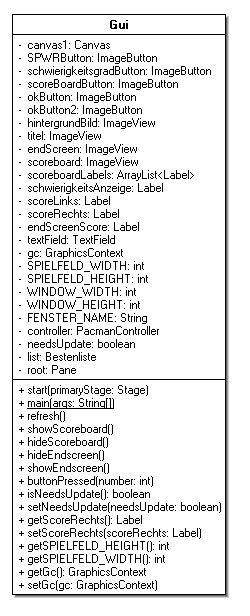 Gui
- canvas1: Canvas
- SPWRButton: ImageButton
- schwierigkeitsgradButton: ImageButton
- scoreBoardButton: ImageButton
- okButton: ImageButton
- okButton2: ImageButton
- hintergrundBild: ImageView
- titel: ImageView
- endScreen: ImageView
- scoreboard: ImageView
- scoreboardLabels: ArrayList<Label>
- schwierigkeitsAnzeige: Label
- scoreLinks: Label
- scoreRechts: Label
- endScreenScore: Label
- textField: TextField
- gc: GraphicsContext
- SPIELFELD_WIDTH: int
- SPIELFELD_HEIGHT: int
- WINDOW_WIDTH: int
- WINDOW_HEIGHT: int
- FENSTER_NAME: String
- controller: PacmanController
- needsUpdate: boolean
- list: Bestenliste
- root: Pane
+ start(primaryStage: Stage)
+ main(args: String[])
+ refresh()
+ showScoreboard()
+ hideScoreboard()
+ hideEndscreen()
+ showEndscreen()
+ buttonPressed(number: int)
+ isNeedsUpdate(): boolean
+ setNeedsUpdate(needsUpdate: boolean)
+ getScoreRechts(): Label
+ setScoreRechts(scoreRechts: Label)
+ getSPIELFELD_HEIGHT(): int
+ getSPIELFELD_WIDTH(): int
+ getGc(): GraphicsContext
+ setGc(gc: GraphicsContext)